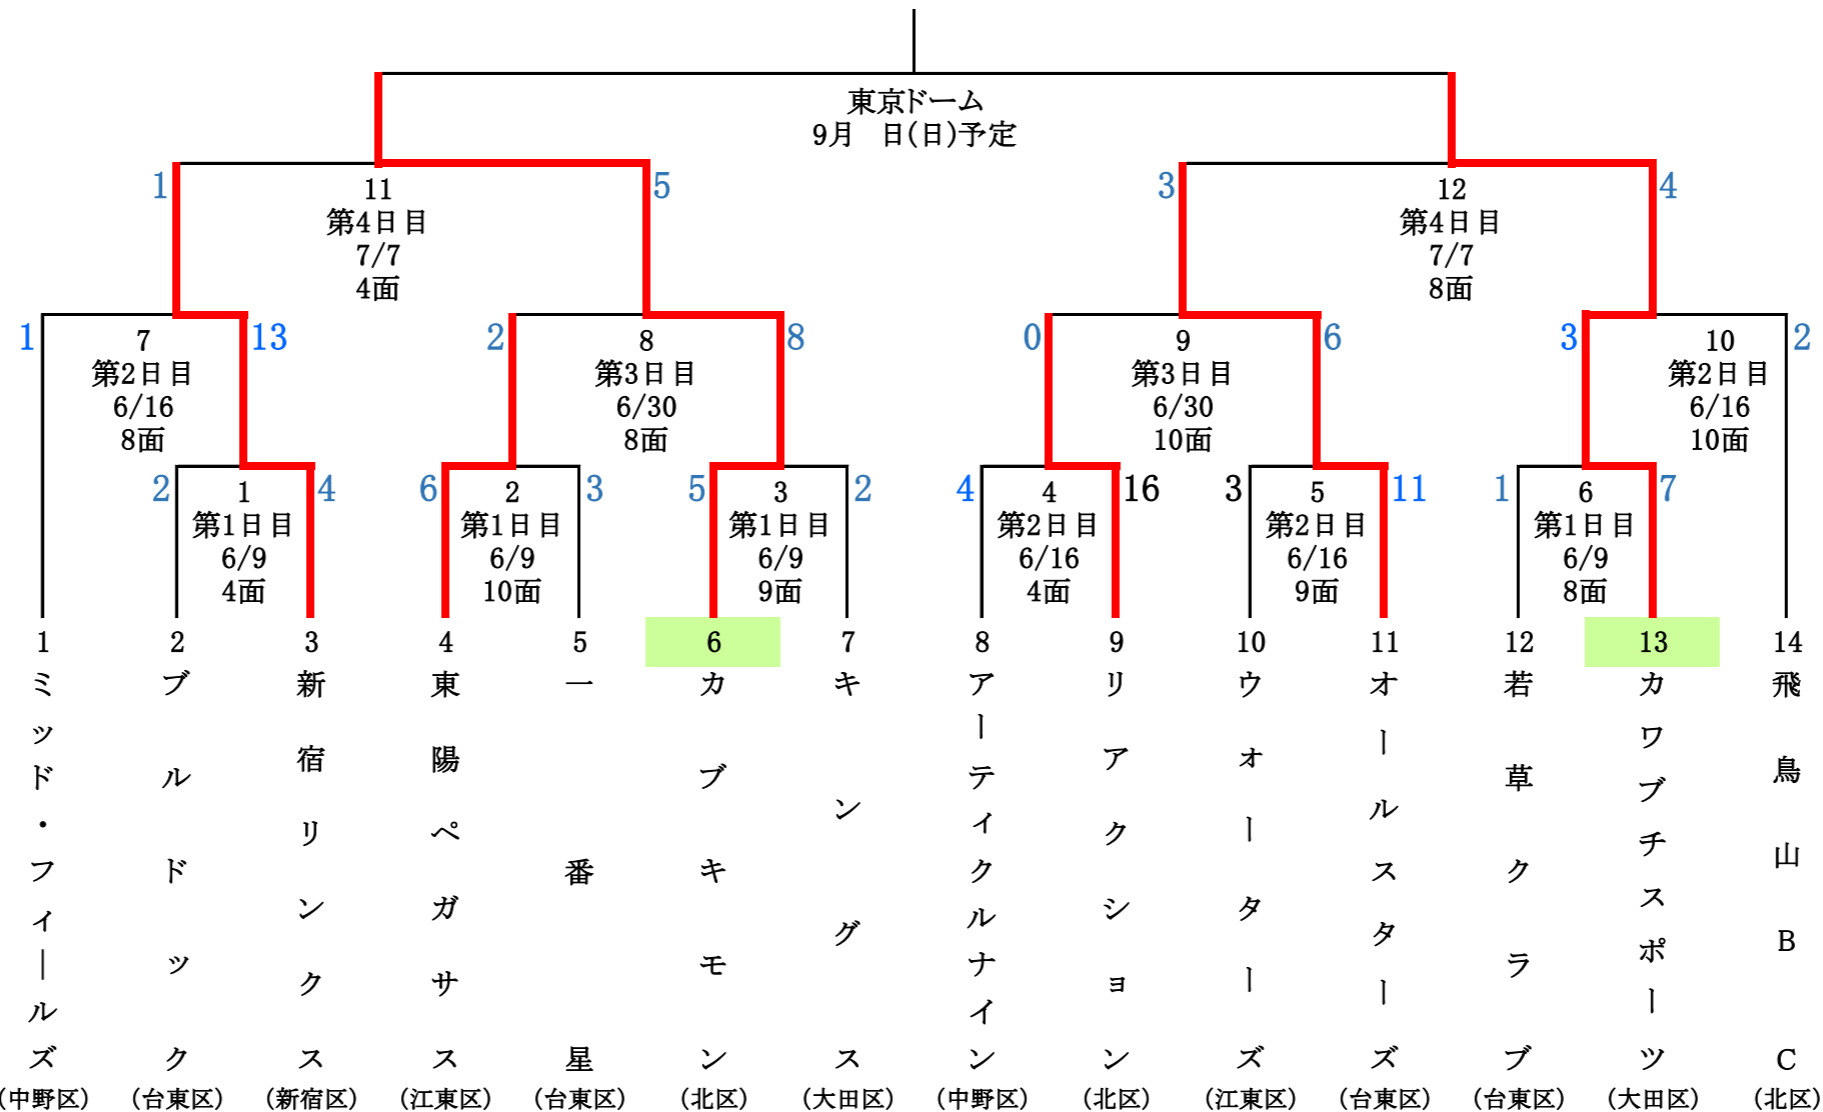 東京ドーム
9月　日(日)予定
1
11
5
第4日目
7/7
4面
3
12
4
第4日目
7/7
8面
1
7
13
第2日目
6/16
8面
2
8
8
第3日目
6/30
8面
0
9
6
第3日目
6/30
10面
3
10
2
第2日目
6/16
10面
2
1
4
第1日目
6/9
4面
6
2
3
第1日目
6/9
10面
5
3
2
第1日目
6/9
9面
4
4
16
第2日目
6/16
4面
3
5
11
第2日目
6/16
9面
1
6
7
第1日目
6/9
8面
1
ミッド・フィールズ
(中野区)
2
ブルドックク
(台東区)
3
新宿リンクス
(新宿区)
4
東陽ペガサス
(江東区)
5
一番星
(台東区)
6
カブキモン
(北区)
7
キングス
(大田区)
8
アーティクルナイン
(中野区)
9
リアクション
(北区)
10
ウォーターズ
(江東区)
11
オールスターズ
(台東区)
12
若草クラブ
(台東区)
13
カワブチスポーツ
(大田区)
14
飛鳥山BC
(北区)